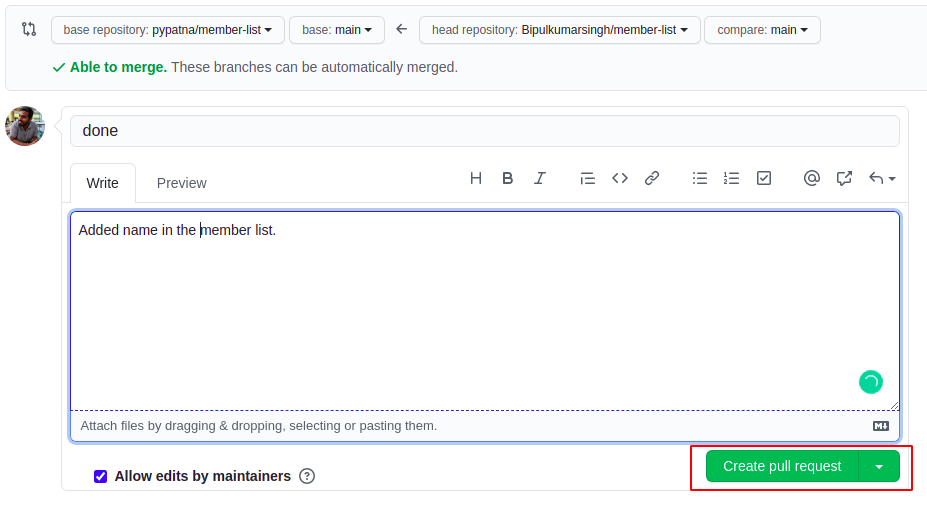 base repository: pypatna/member-list base: main head repository: Bipulkumarsingh/member-list compare: main
Able to merge. These branches can be automatically merged.
done
Write Preview H B I
Added name in the member list.
Attach files by dragging & dropping, selecting or pasting them. M
Allow edits by maintainers ? Create pull request